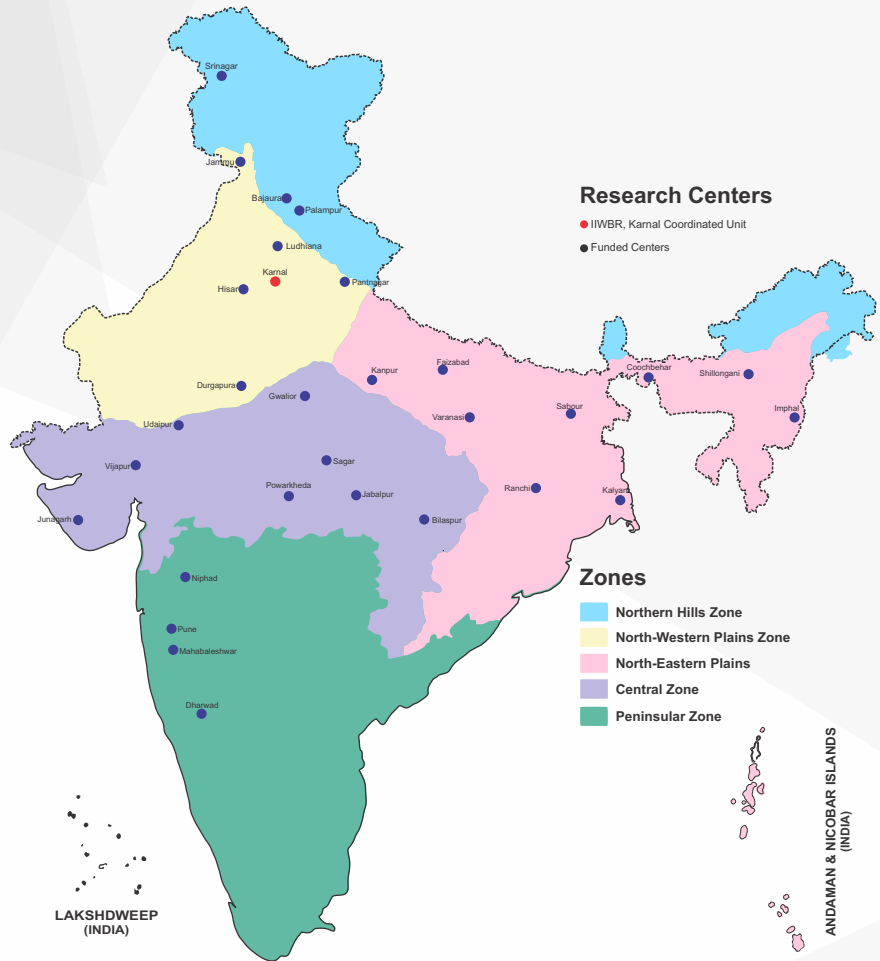 Srinagar
Jammu
Bajaura
Palampur
Ludhiana
Karnal
Hisar
Pantnagar
Research Centers
IIWBR, Karnal Coordinated Unit
Funded Centers
Durgapura
Gwalior
Kanpur
Faizabad
Varanasi
Sabour
Coochbehar
Shillongani
Imphal
Udaipur
Vijapur
Sagar
Powarkheda
Jabalpur
Junagarh
Bilaspur
Ranchi
Kalyani
Niphad
Pune
Mahabaleshwar
Dharwad
Zones
Northern Hills Zone
North-Western Plains Zone
North-Eastern Plains
Central Zone
Peninsular Zone
LAKSHDWEEP
(INDIA)
ANDAMAN & NICOBAR ISLANDS
(INDIA)